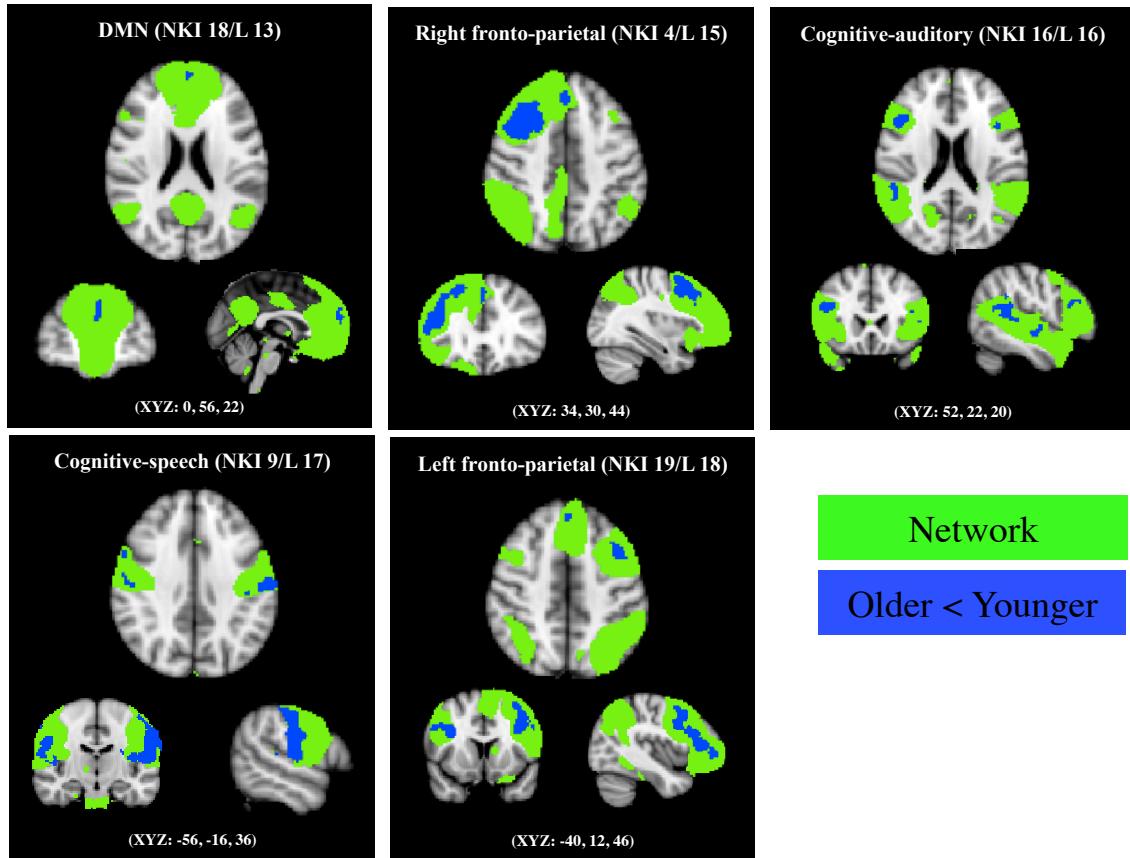 DMN (NKI 18/L 13)
(XYZ: 0, 56, 22)
Right fronto-parietal (NKI 4/L 15)
(XYZ: 34, 30, 44)
Cognitive-auditory (NKI 16/L 16)
(XYZ: 52, 22, 20)
Cognitive-speech (NKI 9/L 17)
(XYZ: -56, -16, 36)
Left fronto-parietal (NKI 19/L 18)
(XYZ: -40, 12, 46)
Network
Older < Younger